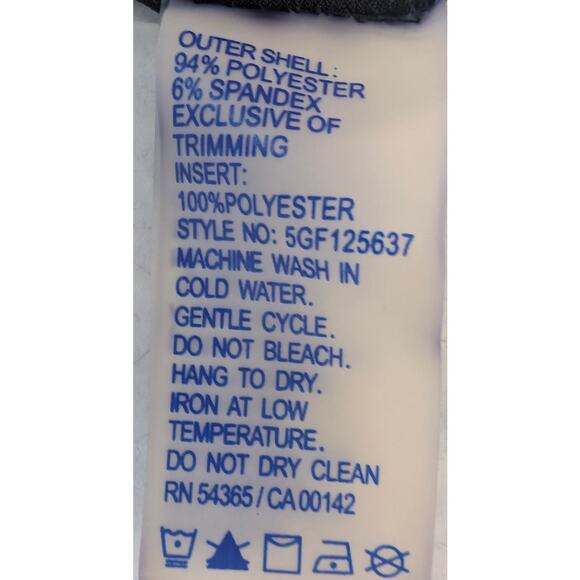 OUTER SHELL:
94% POLYESTER
6% SPANDEX
EXCLUSIVE OF
TRIMMING
INSERT:
100%POLYESTER
STYLE NO: 5GF125637
MACHINE WASH IN
COLD WATER.
GENTLE CYCLE.
DO NOT BLEACH.
HANG TO DRY.
IRON AT LOW
TEMPERATURE.
DO NOT DRY CLEAN
RN 54365 / CA 00142